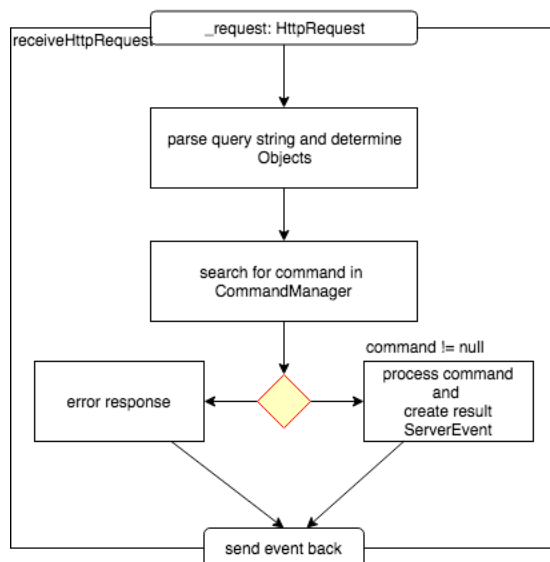 _request: HttpRequest
receiveHttpRequest
parse query string and determine
Objects
search for command in
CommandManager
command != null
error response
process command
and
create result
ServerEvent
send event back